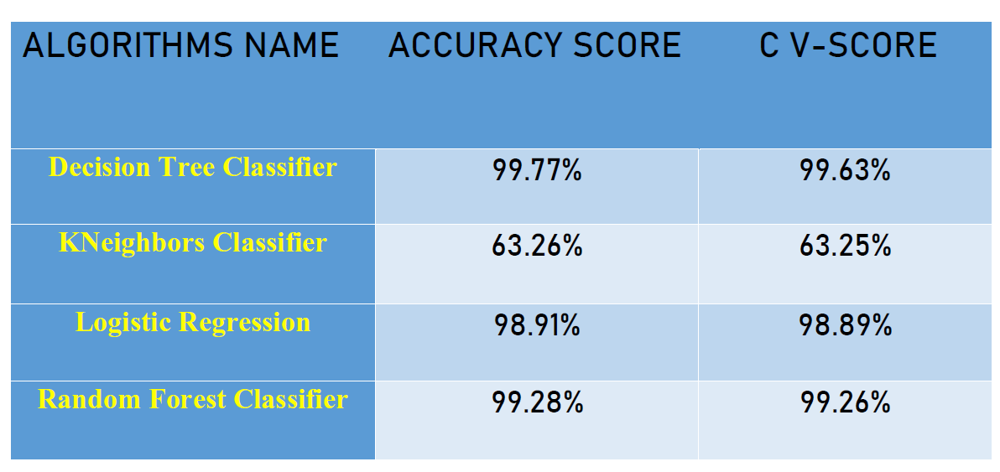 ALGORITHMS NAME ACCURACY SCORE C V-SCORE
Decision Tree Classifier 99.77% 99.63%
KNeighbors Classifier 63.26% 63.25%
Logistic Regression 98.91% 98.89%
Random Forest Classifier 99.28% 99.26%